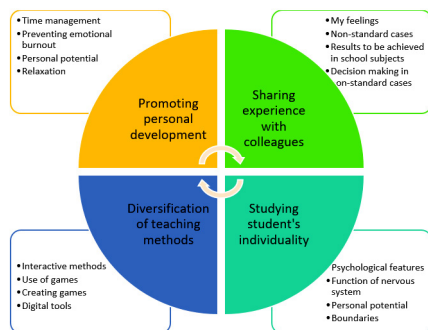 • Time management
• Preventing emotional
burnout
• Personal potential
• Relaxation
• My feelings
• Non-standard cases
• Results to be achieved
in school subjects
• Decision making in
on-standard cases
Promoting
personal
development
Sharing
experience
with
colleagues
Diversification
of teaching
methods
Studying
student's
individuality
• Interactive methods
• Use of games
• Creating games
• Digital tools
Psychological features
• Function of nervous
system
• Personal potential
• Boundaries